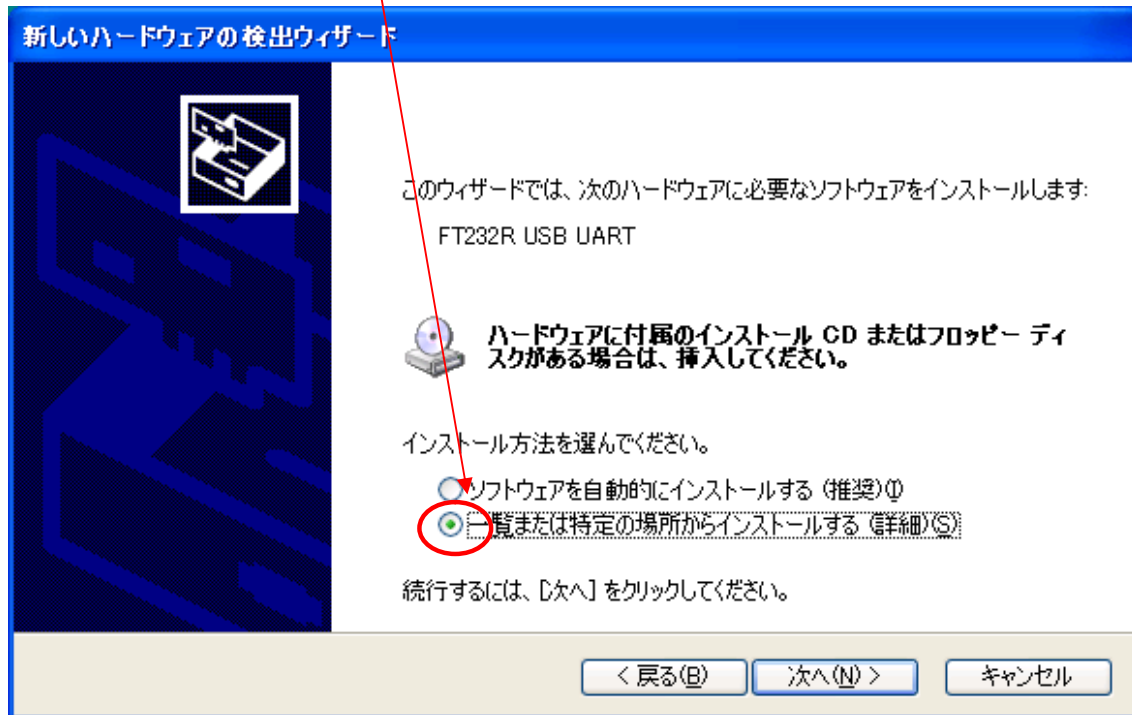 新しいハードウェアの検出ウィザード
このウィザードでは、次のハードウェアに必要なソフトウェアをインストールします:
FT232R USB UART
ハードウェアに付属のインストール CD またはフロッピー ディ
スクがある場合は、挿入してください。
インストール方法を選んでください。
ソフトウェアを自動的にインストールする (推奨)(I)
一覧または特定の場所からインストールする (詳細)(S)
続行するには、[次へ] をクリックしてください。
< 戻る(B) 次へ(N) > キャンセル